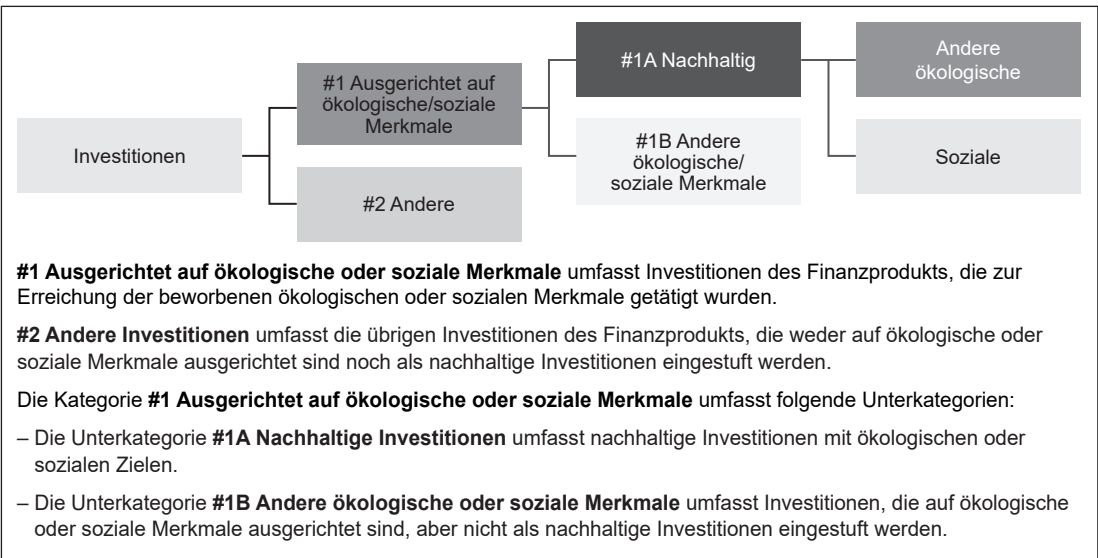 Investitionen
#1 Ausgerichtet auf
ökologische/soziale
Merkmale
#2 Andere
#1A Nachhaltig
#1B Andere
ökologische/
soziale Merkmale
Andere
ökologische
Soziale
#1 Ausgerichtet auf ökologische oder soziale Merkmale umfasst Investitionen des Finanzprodukts, die zur
Erreichung der beworbenen ökologischen oder sozialen Merkmale getätigt wurden.
#2 Andere Investitionen umfasst die übrigen Investitionen des Finanzprodukts, die weder auf ökologische oder
soziale Merkmale ausgerichtet sind noch als nachhaltige Investitionen eingestuft werden.
Die Kategorie #1 Ausgerichtet auf ökologische oder soziale Merkmale umfasst folgende Unterkategorien:
– Die Unterkategorie #1A Nachhaltige Investitionen umfasst nachhaltige Investitionen mit ökologischen oder
sozialen Zielen.
– Die Unterkategorie #1B Andere ökologische oder soziale Merkmale umfasst Investitionen, die auf ökologische
oder soziale Merkmale ausgerichtet sind, aber nicht als nachhaltige Investitionen eingestuft werden.